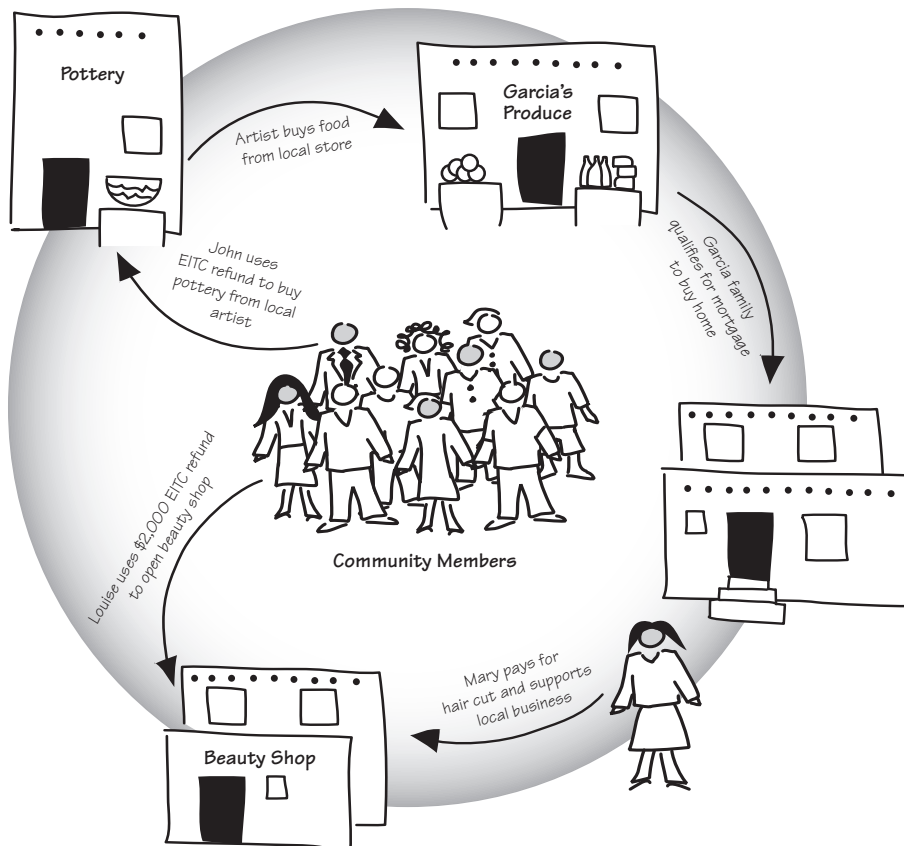 Pottery
Garcia's
Produce
Artist buys food
from local store
Garcia family
qualifies for mortgage
to buy home
John uses
EITC refund to buy
pottery from local
artist
Louise uses $2,000 EITC refund
to open beauty shop
Community Members
Mary pays for
hair cut and supports
local business
Beauty Shop